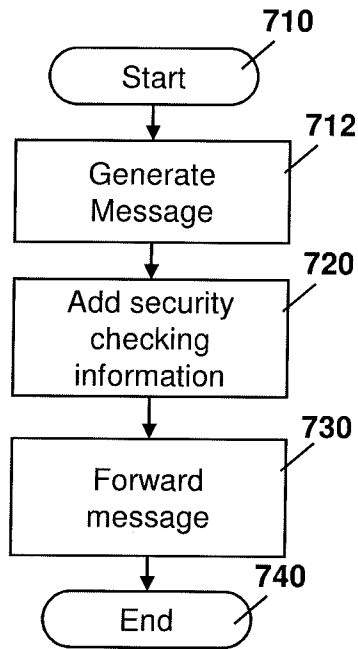 710
Start
712
Generate
Message
720
Add security
checking
information
730
Forward
message
740
End